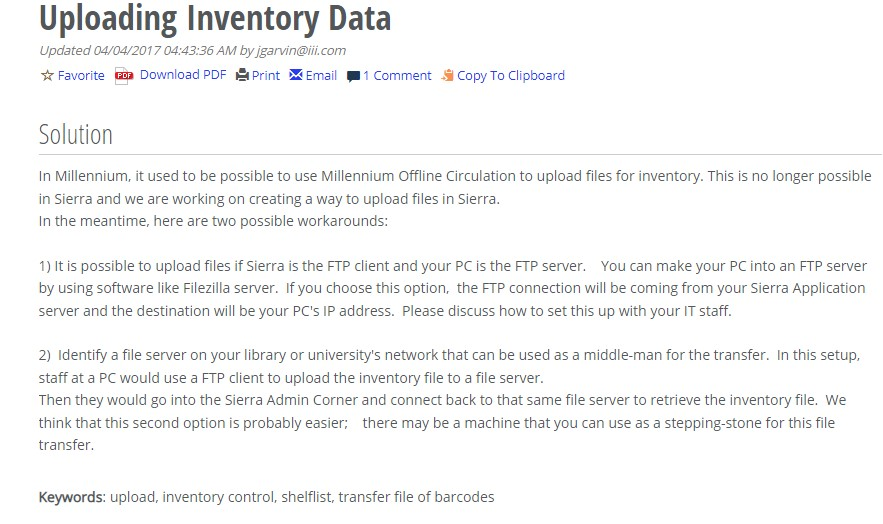 Uploading Inventory Data
Updated 04/04/2017 04:43:36 AM by jgarvin@iii.com
Favorite PDF Download PDF Print Email 1 Comment Copy To Clipboard
Solution
In Millennium, it used to be possible to use Millennium Offline Circulation to upload files for inventory. This is no longer possible
in Sierra and we are working on creating a way to upload files in Sierra.
In the meantime, here are two possible workarounds:
1) It is possible to upload files if Sierra is the FTP client and your PC is the FTP server. You can make your PC into an FTP server
by using software like Filezilla server. If you choose this option, the FTP connection will be coming from your Sierra Application
server and the destination will be your PC's IP address. Please discuss how to set this up with your IT staff.
2) Identify a file server on your library or university's network that can be used as a middle-man for the transfer. In this setup,
staff at a PC would use a FTP client to upload the inventory file to a file server.
Then they would go into the Sierra Admin Corner and connect back to that same file server to retrieve the inventory file. We
think that this second option is probably easier; there may be a machine that you can use as a stepping-stone for this file
transfer.
Keywords: upload, inventory control, shelflist, transfer file of barcodes